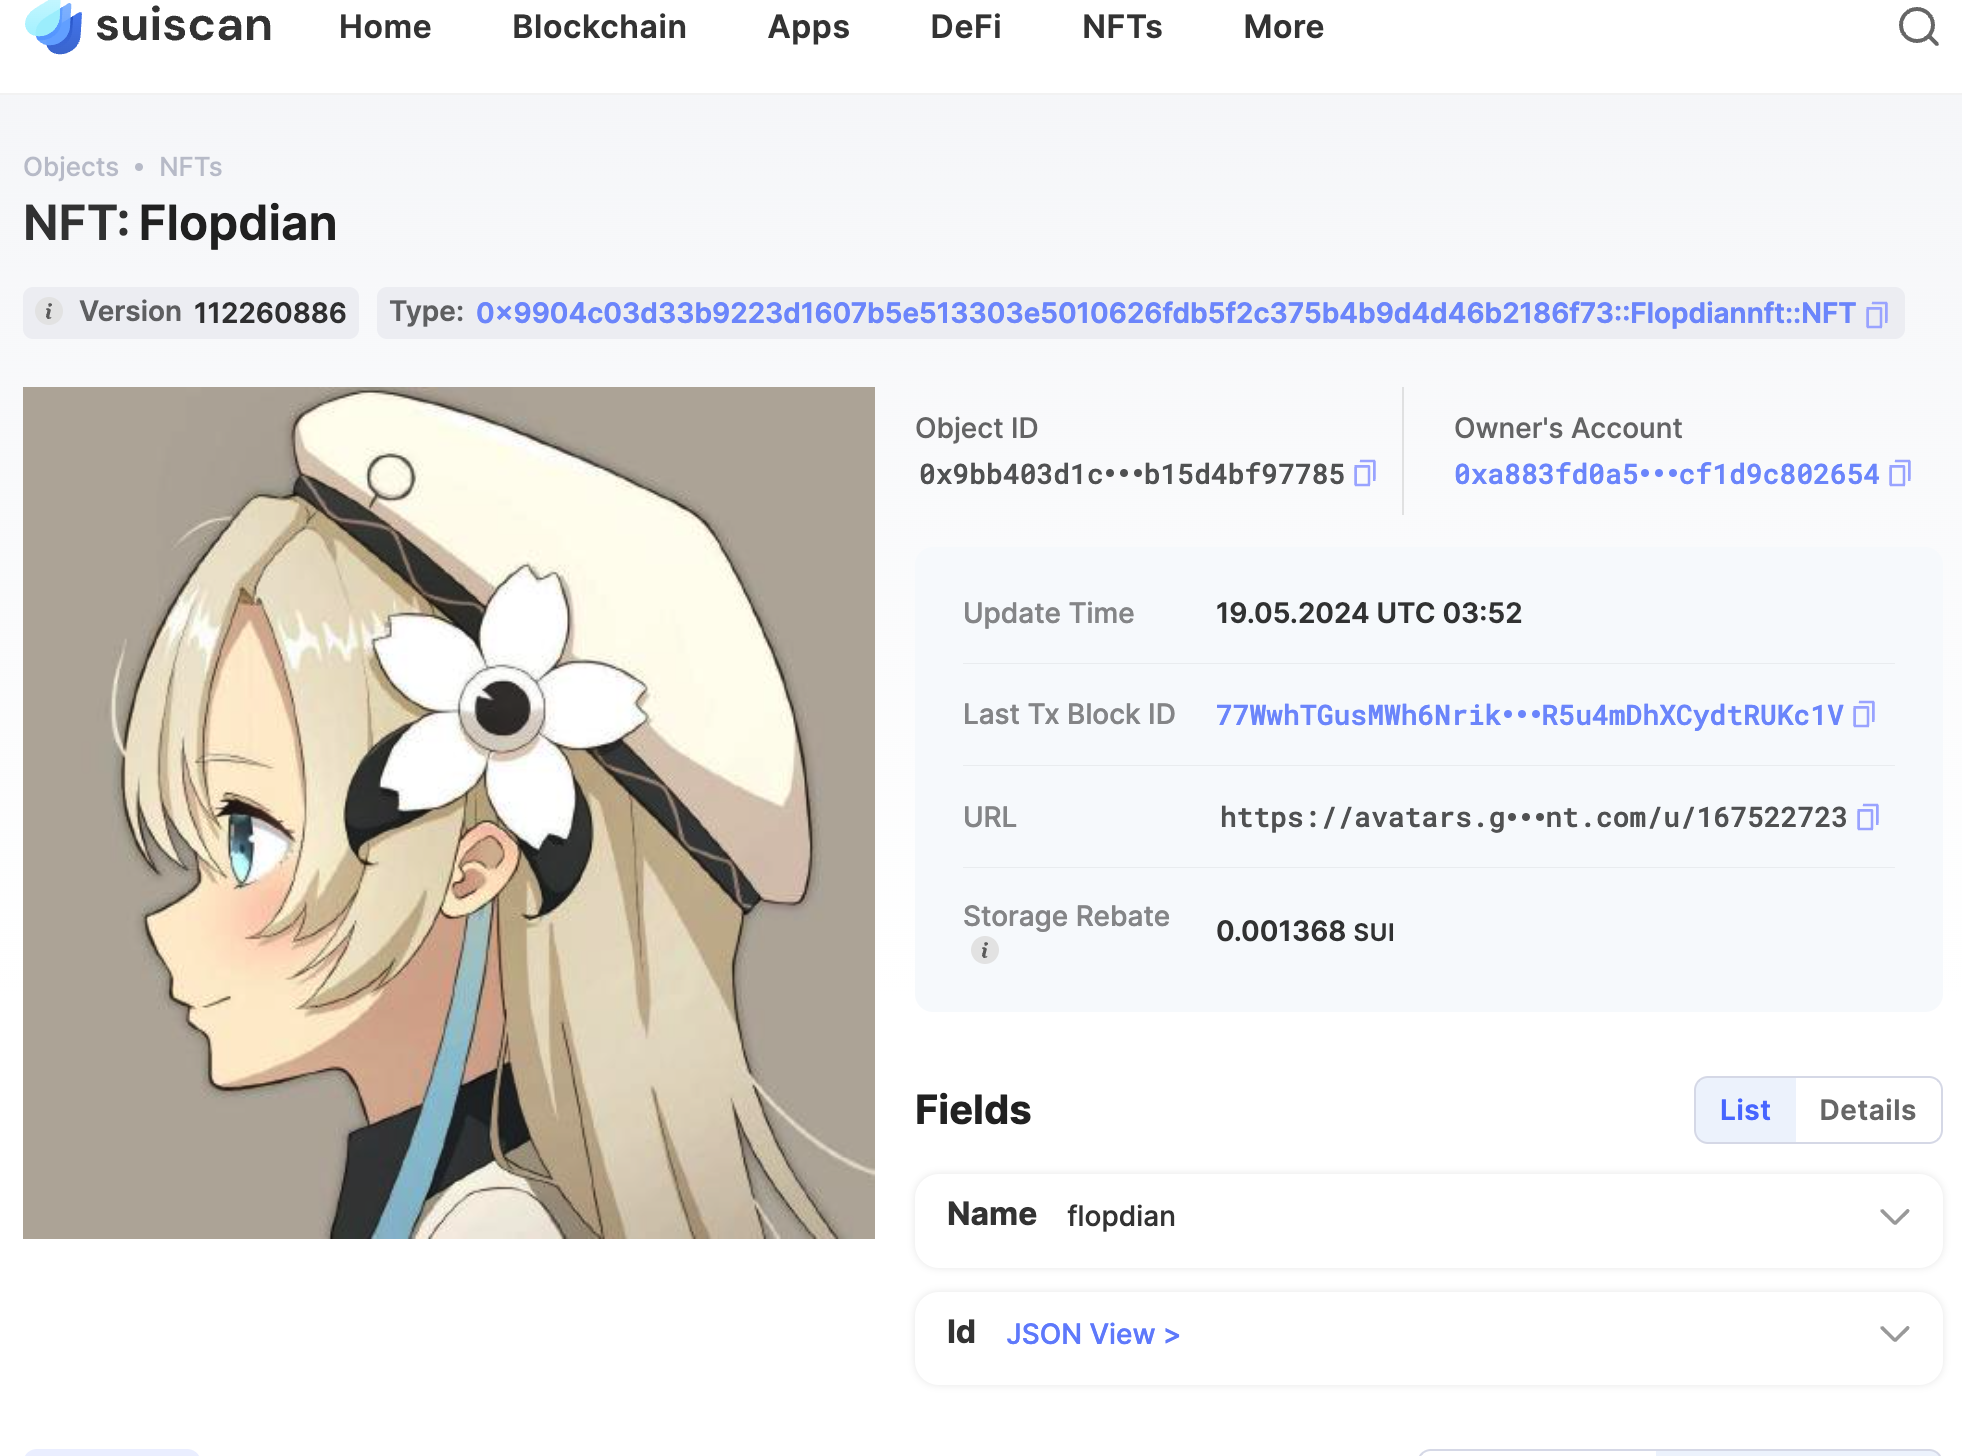 suiscan Home Blockchain Apps DeFi NFTs More
Objects • NFTs
NFT: Flopdian
i Version 112260886 Type: 0x9904c03d33b9223d1607b5e513303e5010626fdb5f2c375b4b9d4d46b2186f73::Flopdiannft::NFT
Object ID
0x9bb403d1c•••b15d4bf97785
Owner's Account
0xa883fd0a5•••cf1d9c802654
Update Time 19.05.2024 UTC 03:52
Last Tx Block ID 77WwhTGusMWh6Nrik•••R5u4mDhXCydtRUKc1V
URL https://avatars.g•••nt.com/u/167522723
Storage Rebate i 0.001368 SUI
Fields List Details
Name flopdian
Id JSON View >